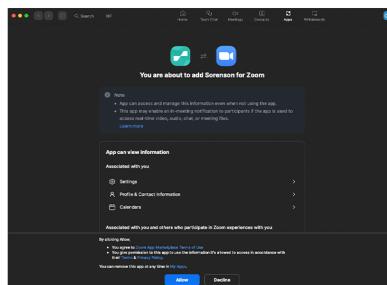 Search
Home
Team Chat
Meetings
Contacts
Apps
Whiteboards
You are about to add Sorenson for Zoom
Note
• App can access and manage this information even when not using the app.
• This app may enable an in-meeting notification to participants if the app is used to
access real-time video, audio, chat, or meeting files.
Learn more
App can view information
Associated with you
Settings
Profile & Contact Information
Calendars
Associated with you and others who participate in Zoom experiences with you
By clicking Allow,
• You agree to Zoom App Marketplace Terms of Use
• You give permission to this app to use the information it's allowed to access in accordance with
their Terms & Privacy Policy.
You can remove this app at any time in My Apps.
Allow
Decline